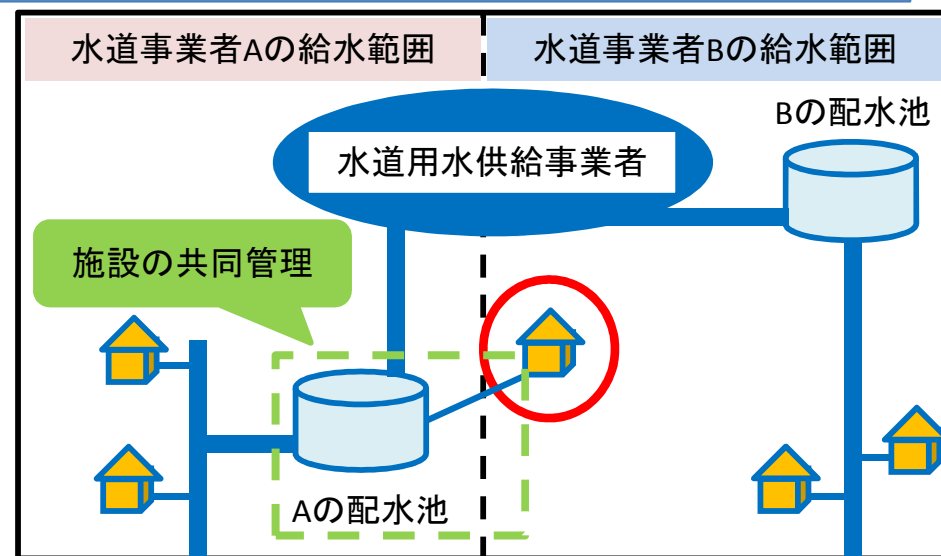 水道事業者Aの給水範囲
水道事業者Bの給水範囲
Bの配水池
水道用水供給事業者
施設の共同管理
Aの配水池